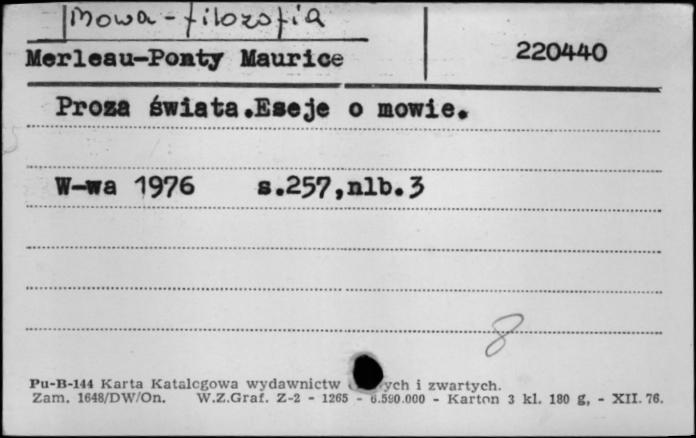 Mowa - filozofia
Merleau-Ponty Maurice
220440
Proza świata.Eseje o mowie.
W-wa 1976 s.257,nlb.3
8
Pu-B-144 Karta Katalogowa wydawnictw ych i zwartych.
Zam. 1648/DW/On. W.Z.Graf. Z-2 - 1265 - 6.590.000 - Karton 3 kl. 180 g, - XII. 76.